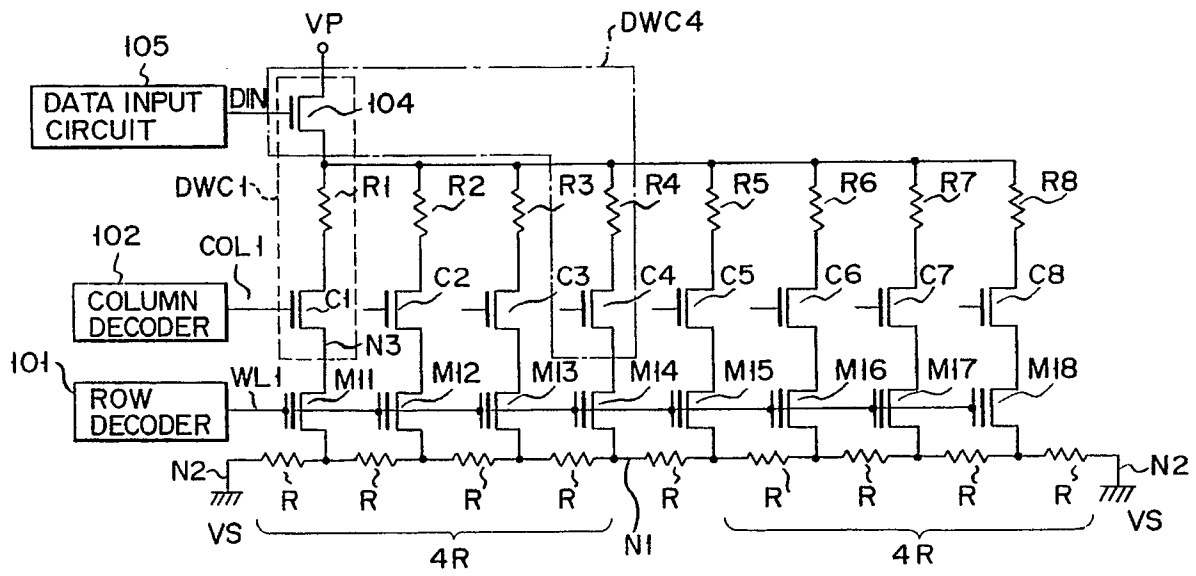 VP
DWC4
105
DATA INPUT
CIRCUIT
DIN
104
DWC1
R1 R2 R3 R4 R5 R6 R7 R8
102
COL1
COLUMN
DECODER
C1 C2 C3 C4 C5 C6 C7 C8
N3
101
ROW
DECODER
WL1
M11 M12 M13 M14 M15 M16 M17 M18
N2 N2
R R R R R R R R R
VS VS
4R N1 4R